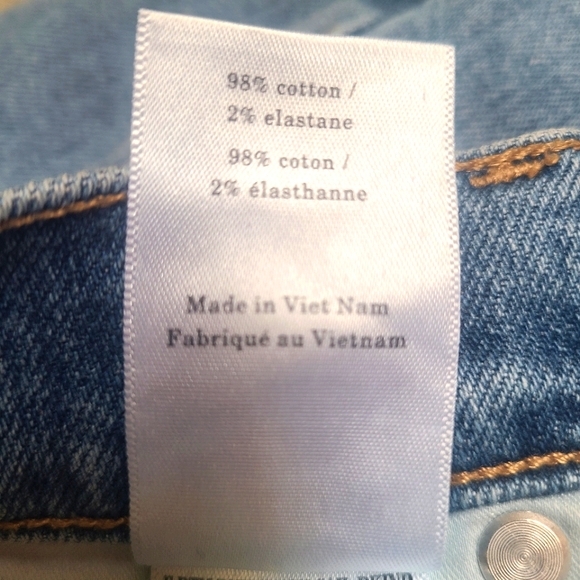 98% cotton /
2% elastane
98% coton /
2% élasthanne
Made in Viet Nam
Fabriqué au Vietnam